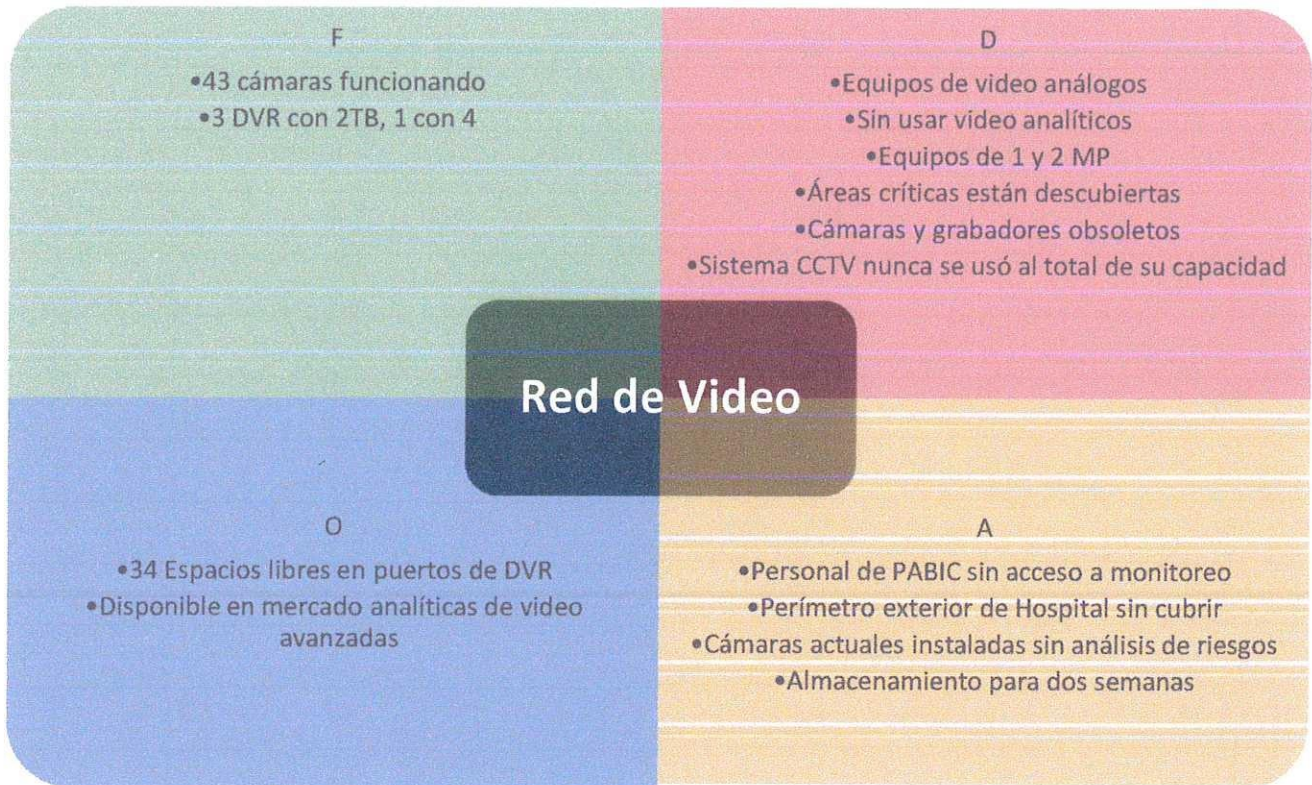 F
•43 cámaras funcionando
•3 DVR con 2TB, 1 con 4
D
•Equipos de video análogos
•Sin usar video analíticos
•Equipos de 1 y 2 MP
•Áreas críticas están descubiertas
•Cámaras y grabadores obsoletos
•Sistema CCTV nunca se usó al total de su capacidad
Red de Video
O
•34 Espacios libres en puertos de DVR
•Disponible en mercado analíticas de video
avanzadas
A
•Personal de PABIC sin acceso a monitoreo
•Perímetro exterior de Hospital sin cubrir
•Cámaras actuales instaladas sin análisis de riesgos
•Almacenamiento para dos semanas